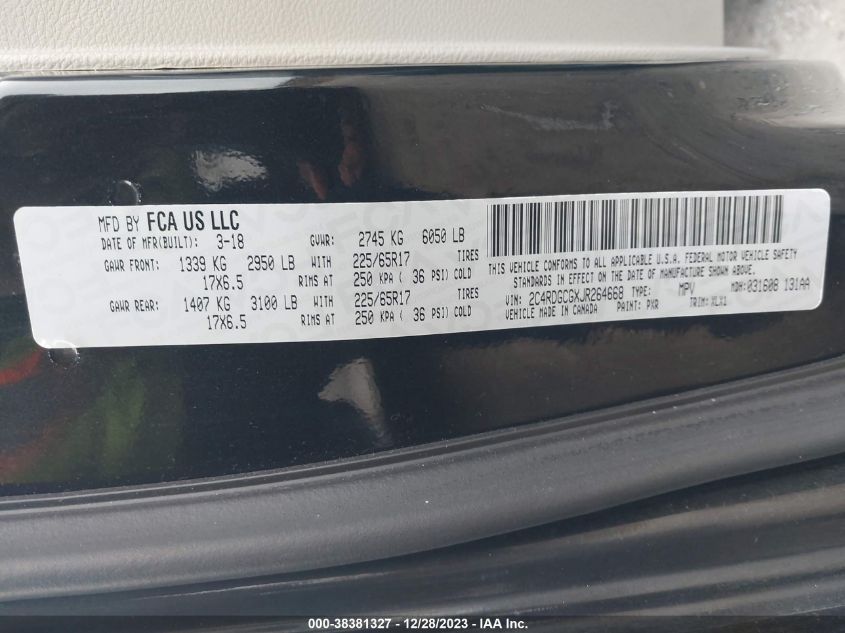 MFD BY FCA US LLC
DATE OF MFR(BUILT): 3-18 GVWR: 2745 KG 6050 LB
GAWR FRONT: 1339 KG 2950 LB WITH 225/65R17 TIRES
17X6.5 RIMS AT 250 KPA ( 36 PSI) COLD
GAWR REAR: 1407 KG 3100 LB WITH 225/65R17 TIRES
17X6.5 RIMS AT 250 KPA ( 36 PSI) COLD
THIS VEHICLE CONFORMS TO ALL APPLICABLE U.S.A. FEDERAL MOTOR VEHICLE SAFETY
STANDARDS IN EFFECT ON THE DATE OF MANUFACTURE SHOWN ABOVE.
VIN: 2C4RDGCGXJR264668 TYPE: MPV MDH: 031608 131AA
VEHICLE MADE IN CANADA PAINT: PXR TRIM: XLX1
000-38381327 - 12/28/2023 - IAA Inc.